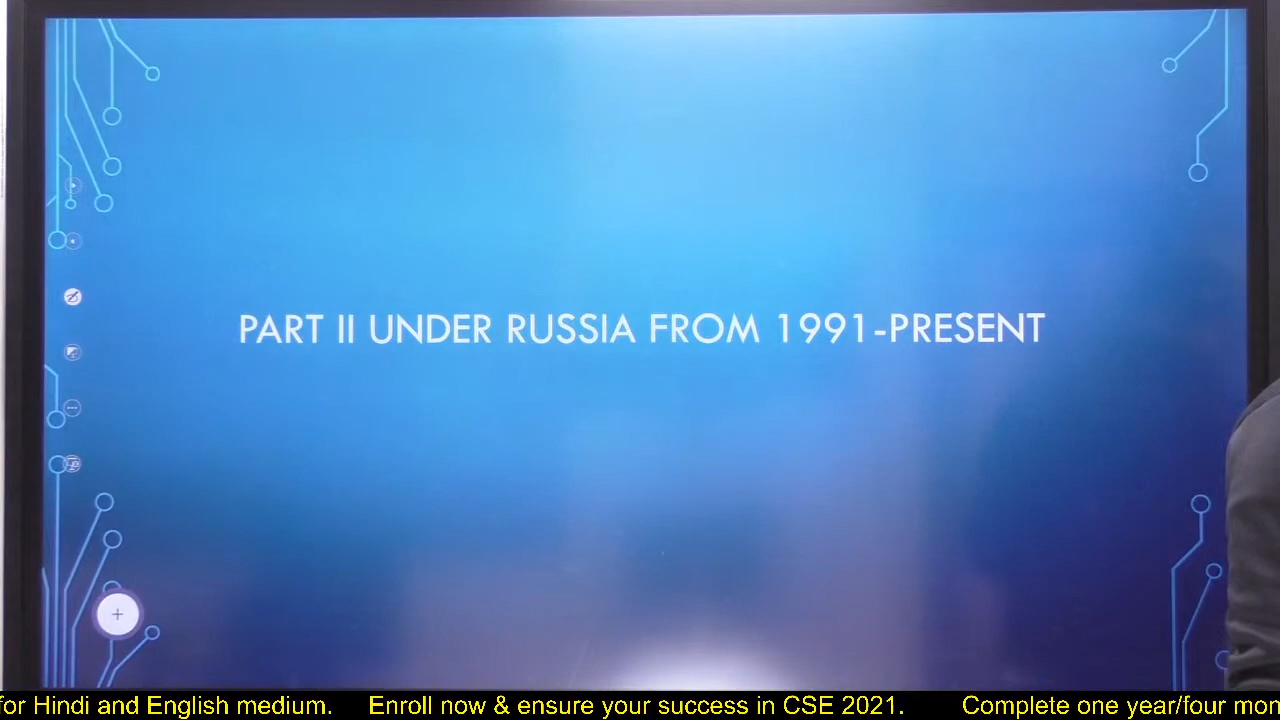 PART II UNDER RUSSIA FROM 1991-PRESENT
for Hindi and English medium. Enroll now & ensure your success in CSE 2021. Complete one year/four mon